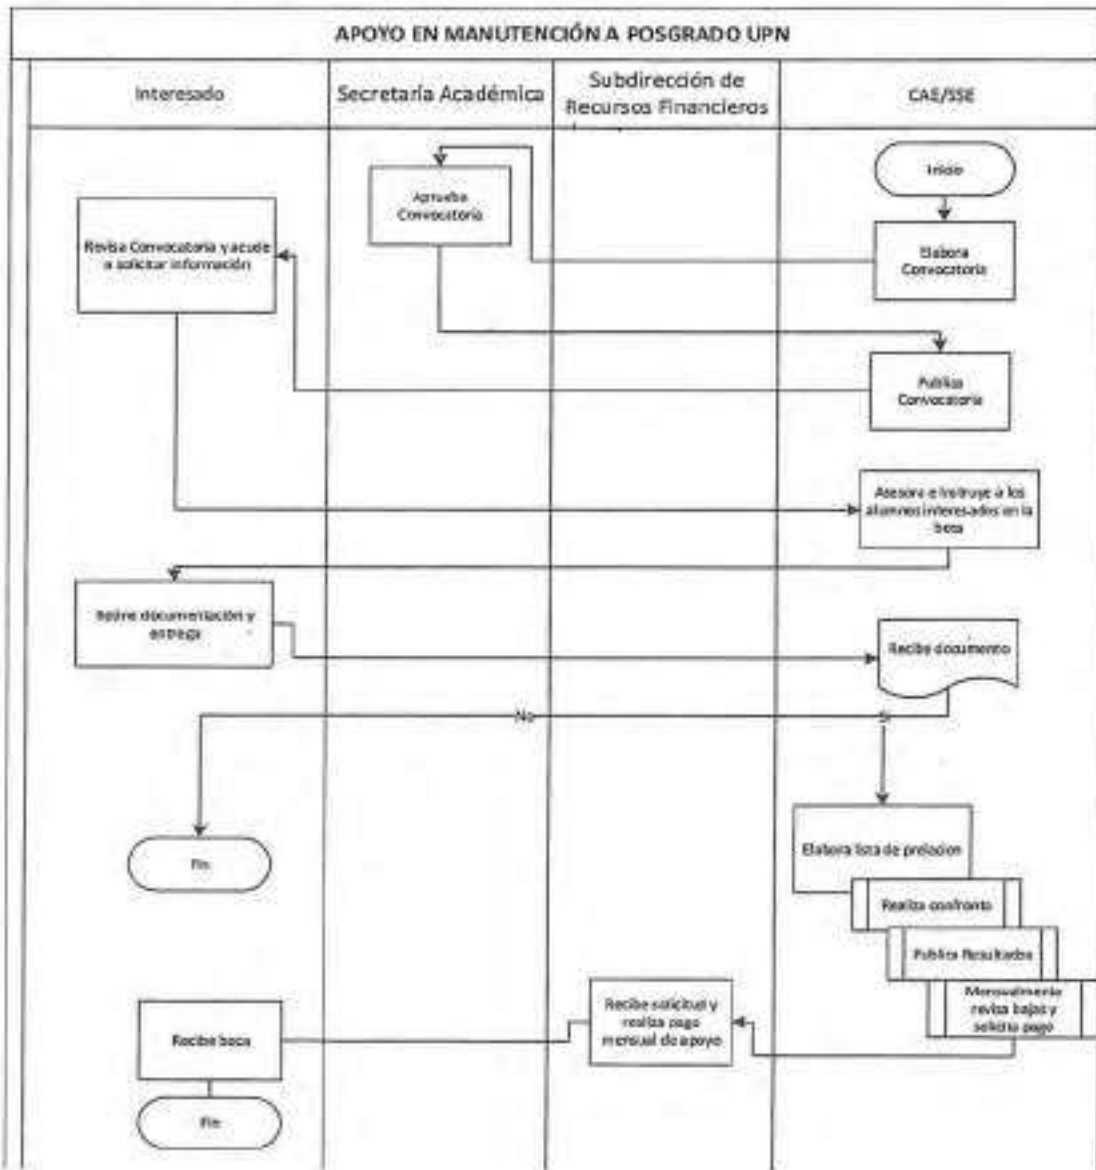 APOYO EN MANUTENCIÓN A POSGRADO UPN
Interesado
Secretaría Académica
Subdirección de
Recursos Financieros
CAE/SSE
Inicio
Aprueba
Convocatoria
Revisa Convocatoria y acude
a solicitar información
Elabora
Convocatoria
Publica
Convocatoria
Asesora e Instruye a los
alumnos interesados en la
beca
Reúne documentación y
entrega
Recibe documento
No
Fin
Elabora lista de prelacion
Realiza confronta
Publica Resultados
Mensualmente
revisa bajas y
solicita pago
Recibe solicitud y
realiza pago
mensual de apoyo
Recibe beca
Fin